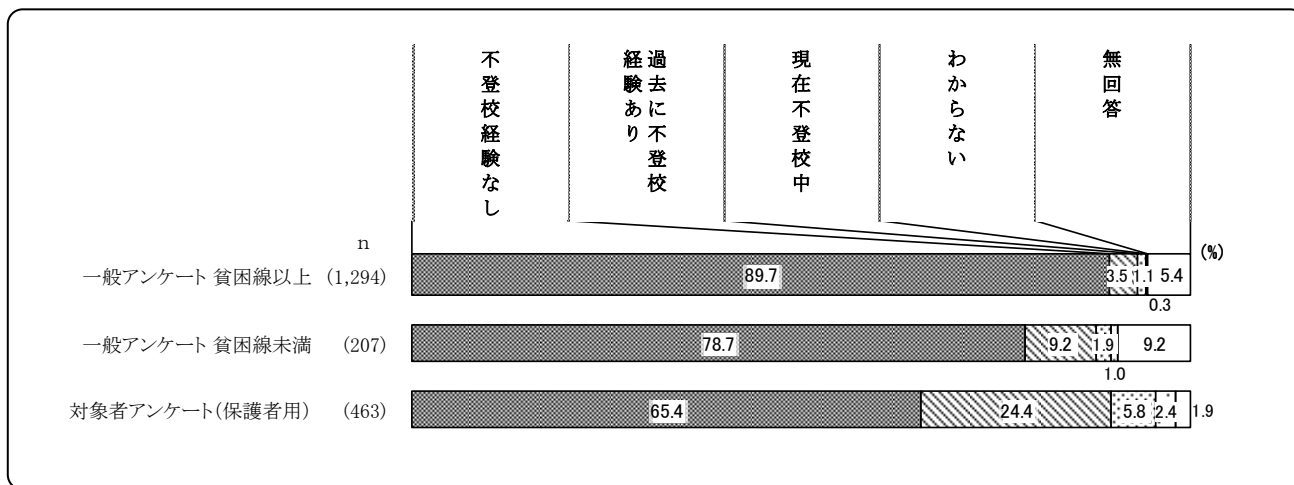 不登校経験なし
過去に不登校
経験あり
現在不登校中
わからない
無回答
n
(%)
一般アンケート 貧困線以上 (1,294)
89.7
3.5
1.1
5.4
0.3
一般アンケート 貧困線未満 (207)
78.7
9.2
1.9
9.2
1.0
対象者アンケート(保護者用) (463)
65.4
24.4
5.8
2.4
1.9